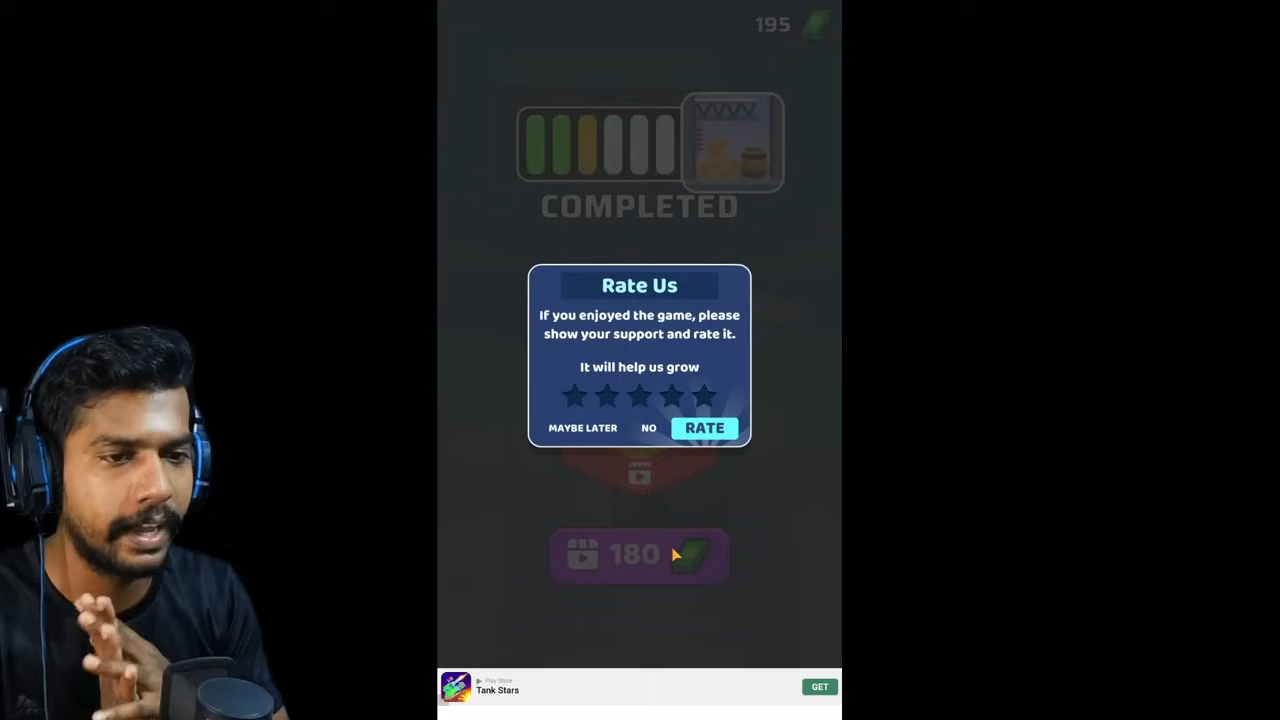 195
COMPLETED
Rate Us
If you enjoyed the game, please
show your support and rate it.
It will help us grow
MAYBE LATER NO RATE
180
Play Store
Tank Stars
GET